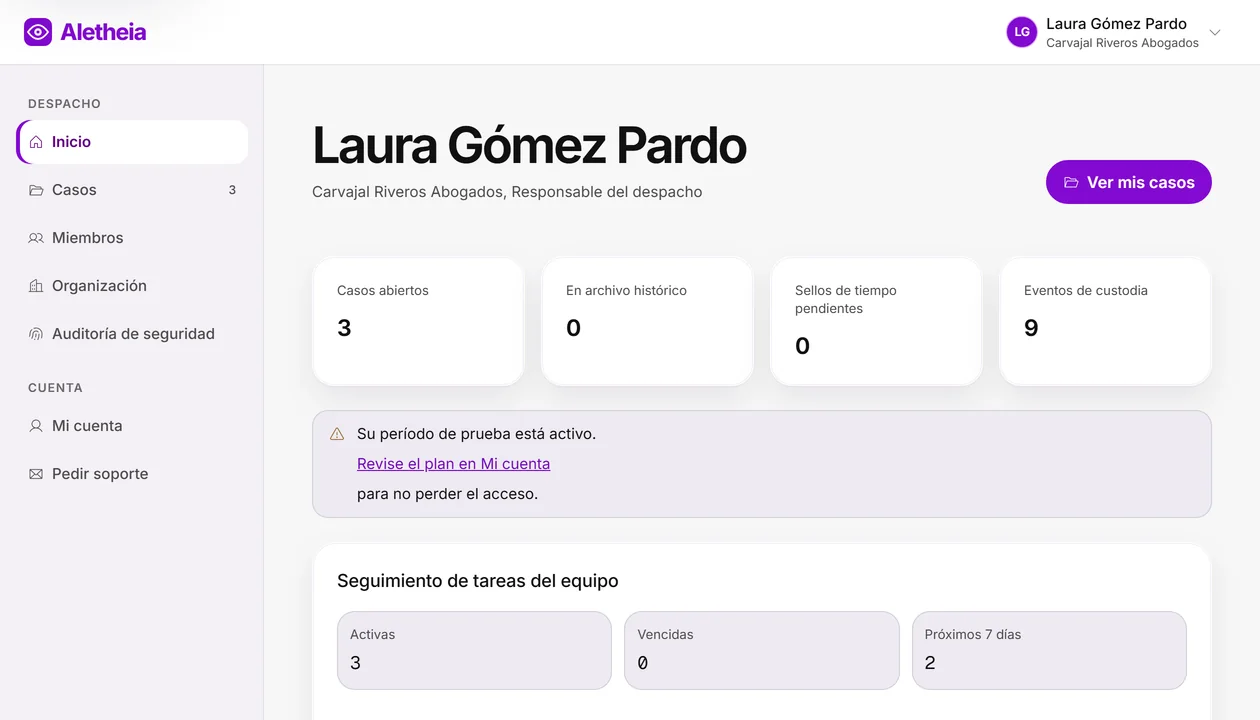 Aletheia
LG
Laura Gómez Pardo
Carvajal Riveros Abogados
DESPACHO
Inicio
Casos 3
Miembros
Organización
Auditoría de seguridad
CUENTA
Mi cuenta
Pedir soporte
Laura Gómez Pardo
Carvajal Riveros Abogados, Responsable del despacho
Ver mis casos
Casos abiertos
3
En archivo histórico
0
Sellos de tiempo
pendientes
0
Eventos de custodia
9
Su período de prueba está activo.
Revise el plan en Mi cuenta
para no perder el acceso.
Seguimiento de tareas del equipo
Activas
3
Vencidas
0
Próximos 7 días
2